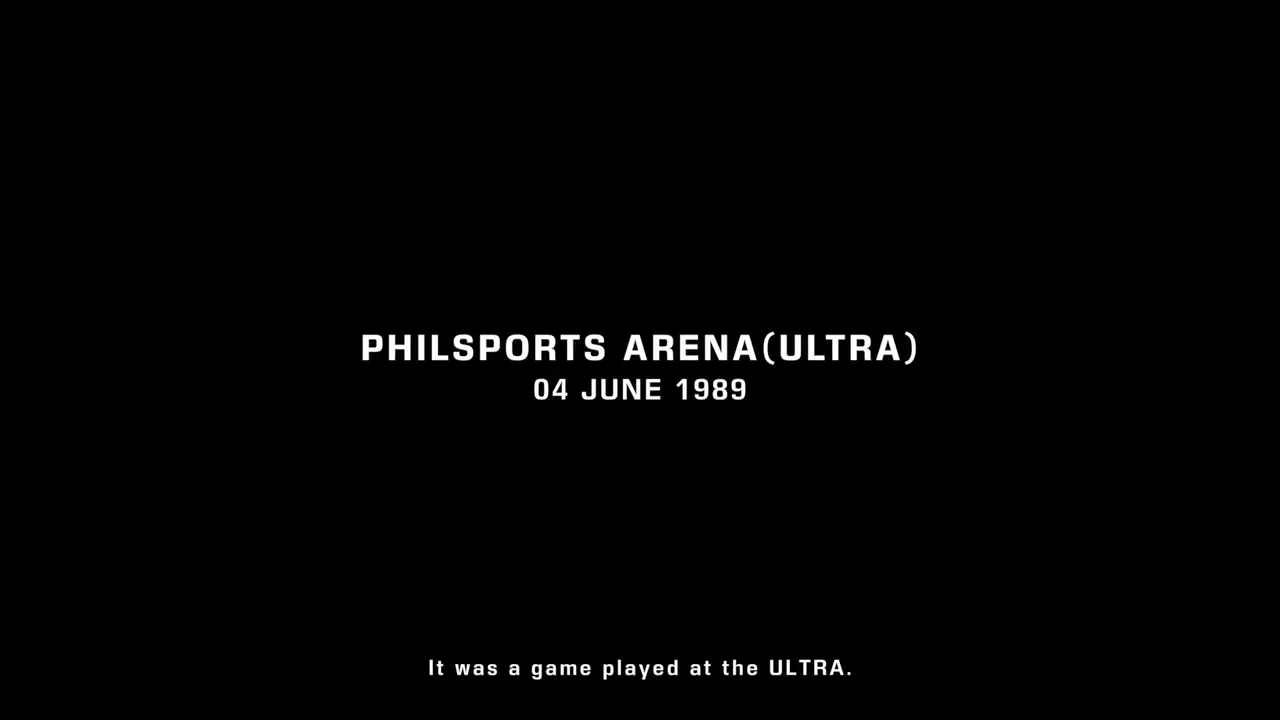 PHILSPORTS ARENA(ULTRA)
04 JUNE 1989
It was a game played at the ULTRA.